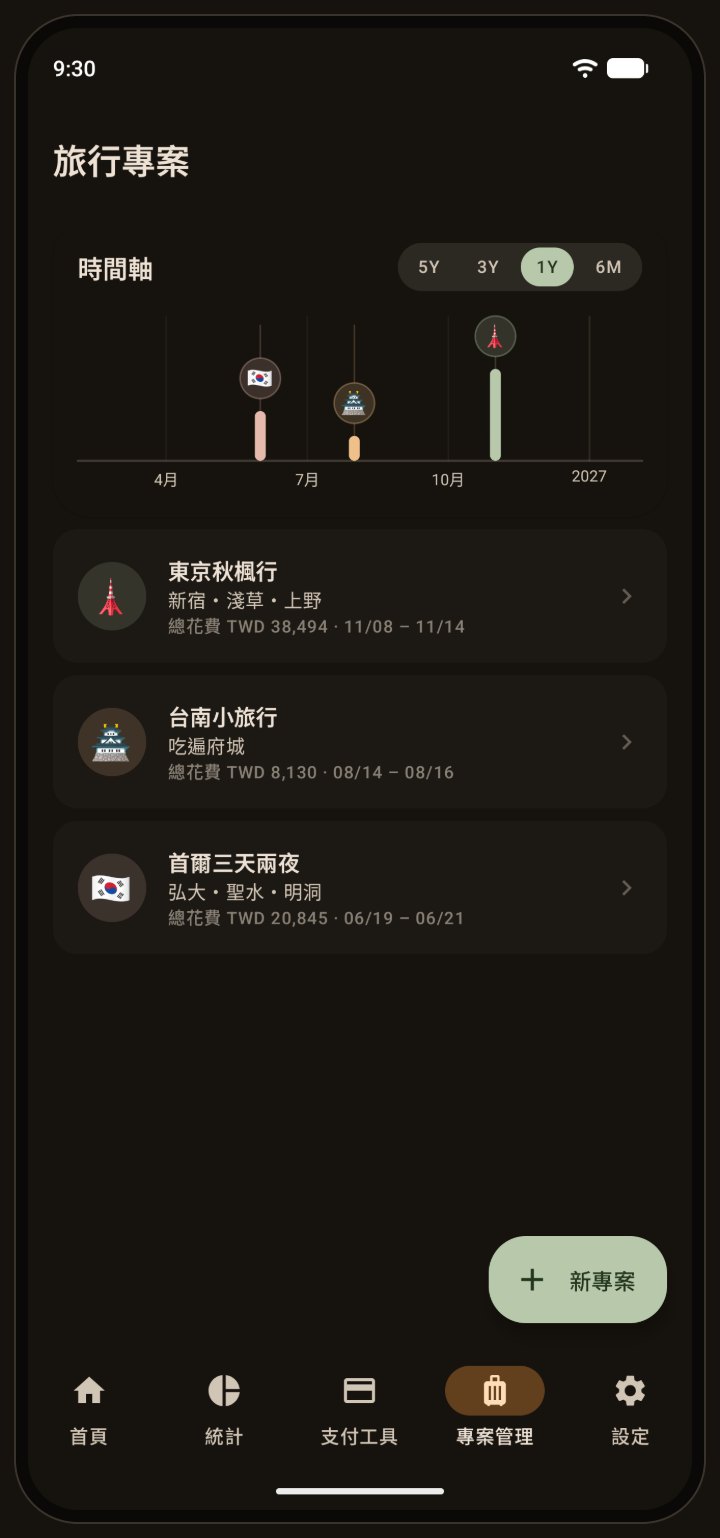 9:30
旅行專案
時間軸
5Y 3Y 1Y 6M
4月 7月 10月 2027
東京秋楓行
新宿・淺草・上野
總花費 TWD 38,494 · 11/08 – 11/14
台南小旅行
吃遍府城
總花費 TWD 8,130 · 08/14 – 08/16
首爾三天兩夜
弘大・聖水・明洞
總花費 TWD 20,845 · 06/19 – 06/21
+ 新專案
首頁 統計 支付工具 專案管理 設定